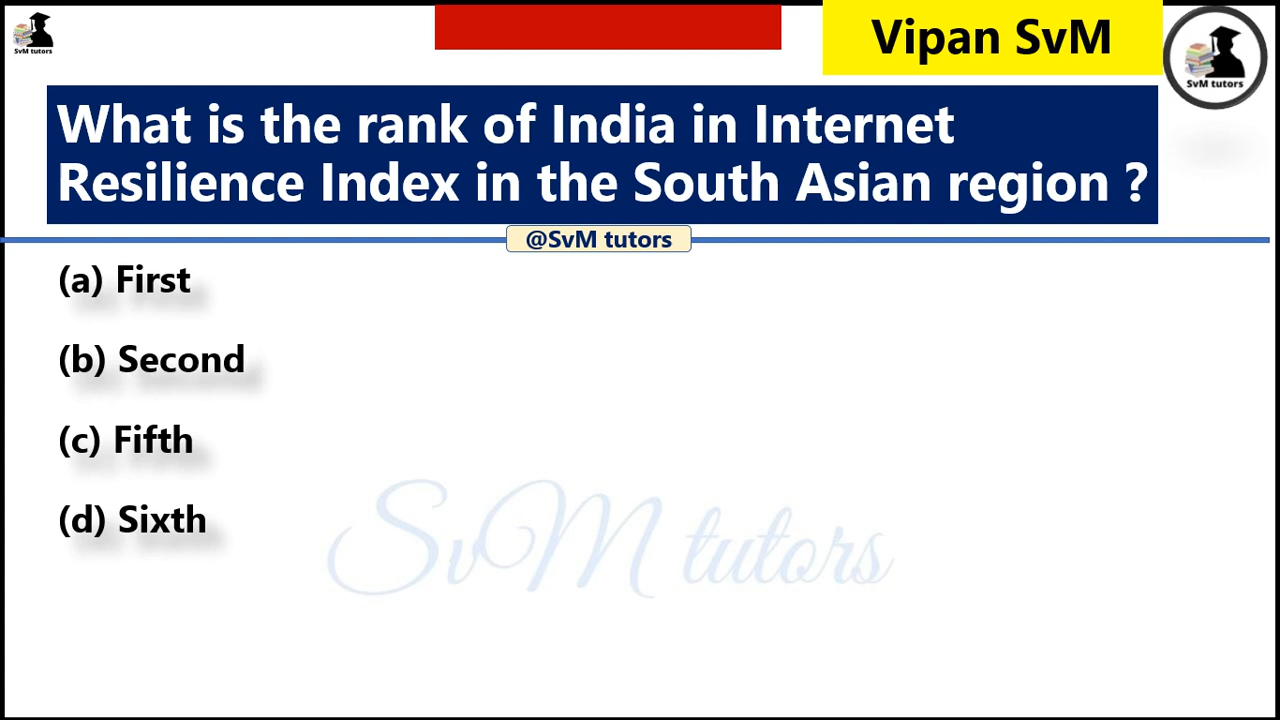 SvM tutors
Vipan SvM
SvM tutors
What is the rank of India in Internet
Resilience Index in the South Asian region ?
@SvM tutors
(a) First
(b) Second
(c) Fifth
(d) Sixth
SvM tutors